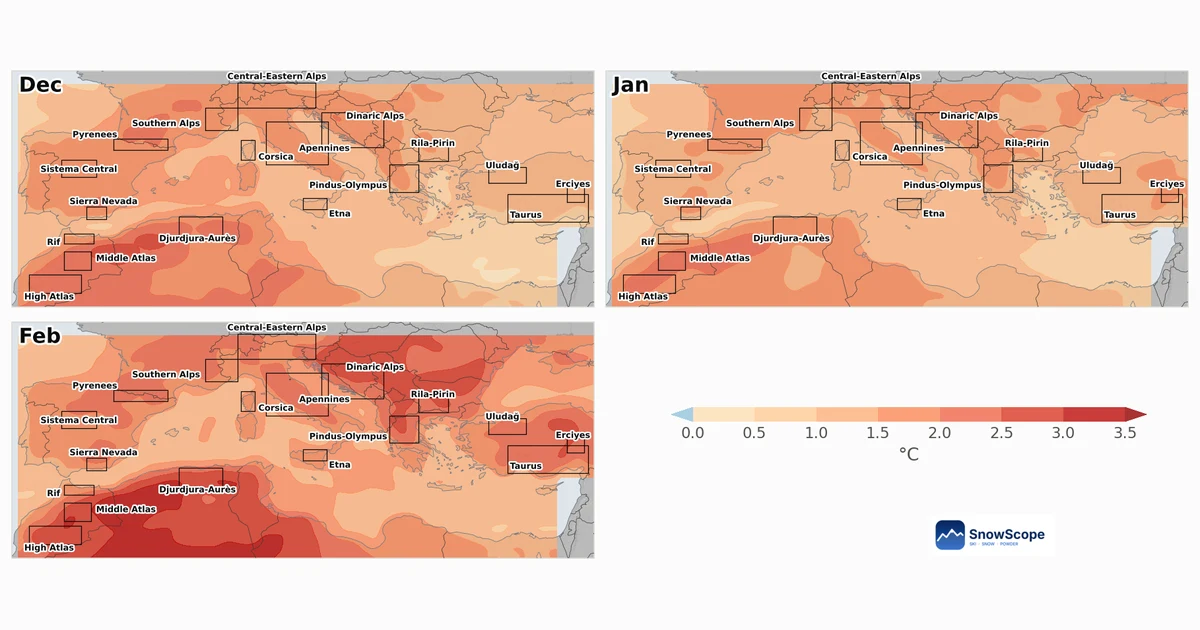 Dec
Central-Eastern Alps
Southern Alps
Dinaric Alps
Pyrenees
Apennines
Rila-Pirin
Corsica
Sistema Central
Uludağ
Pindus-Olympus
Erciyes
Sierra Nevada
Etna
Taurus
Rif
Djurdjura-Aurès
Middle Atlas
High Atlas
Jan
Central-Eastern Alps
Southern Alps
Dinaric Alps
Pyrenees
Apennines
Rila-Pirin
Corsica
Sistema Central
Uludağ
Pindus-Olympus
Erciyes
Sierra Nevada
Etna
Taurus
Rif
Djurdjura-Aurès
Middle Atlas
High Atlas
Feb
Central-Eastern Alps
Southern Alps
Dinaric Alps
Pyrenees
Apennines
Rila-Pirin
Corsica
Sistema Central
Uludağ
Pindus-Olympus
Erciyes
Sierra Nevada
Etna
Taurus
Rif
Djurdjura-Aurès
Middle Atlas
High Atlas
0.0 0.5 1.0 1.5 2.0 2.5 3.0 3.5
°C
SnowScope
SKI · SNOW · POWDER